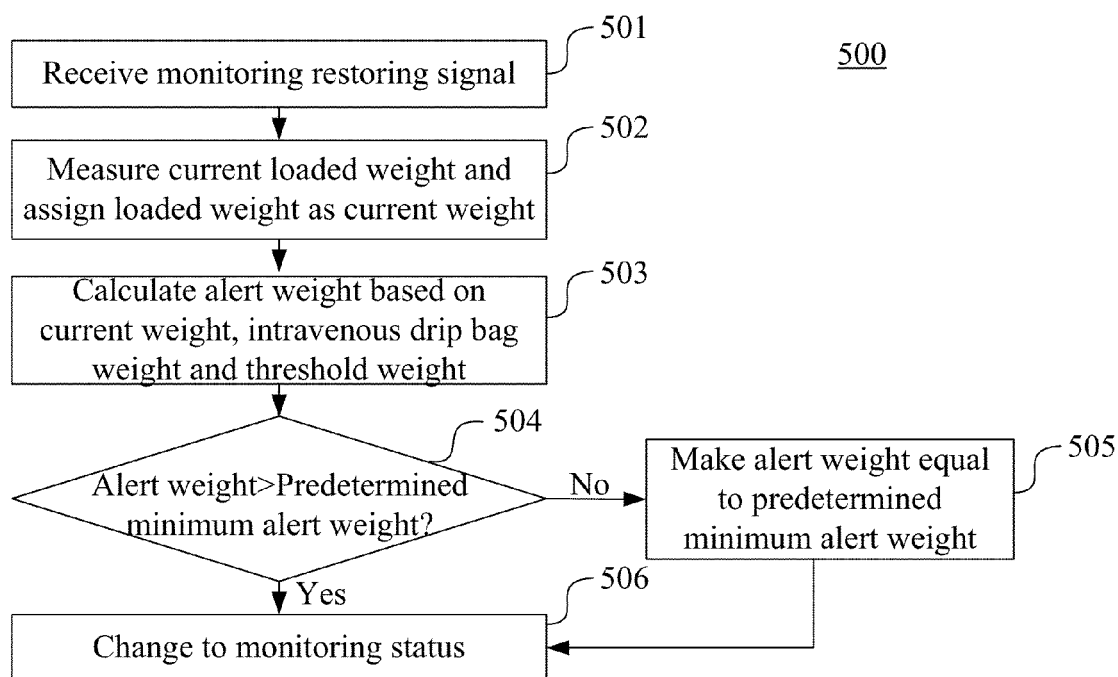 501
500
Receive monitoring restoring signal
502
Measure current loaded weight and
assign loaded weight as current weight
503
Calculate alert weight based on
current weight, intravenous drip bag
weight and threshold weight
504
Alert weight>Predetermined
minimum alert weight?
No
505
Make alert weight equal
to predetermined
minimum alert weight
Yes
506
Change to monitoring status